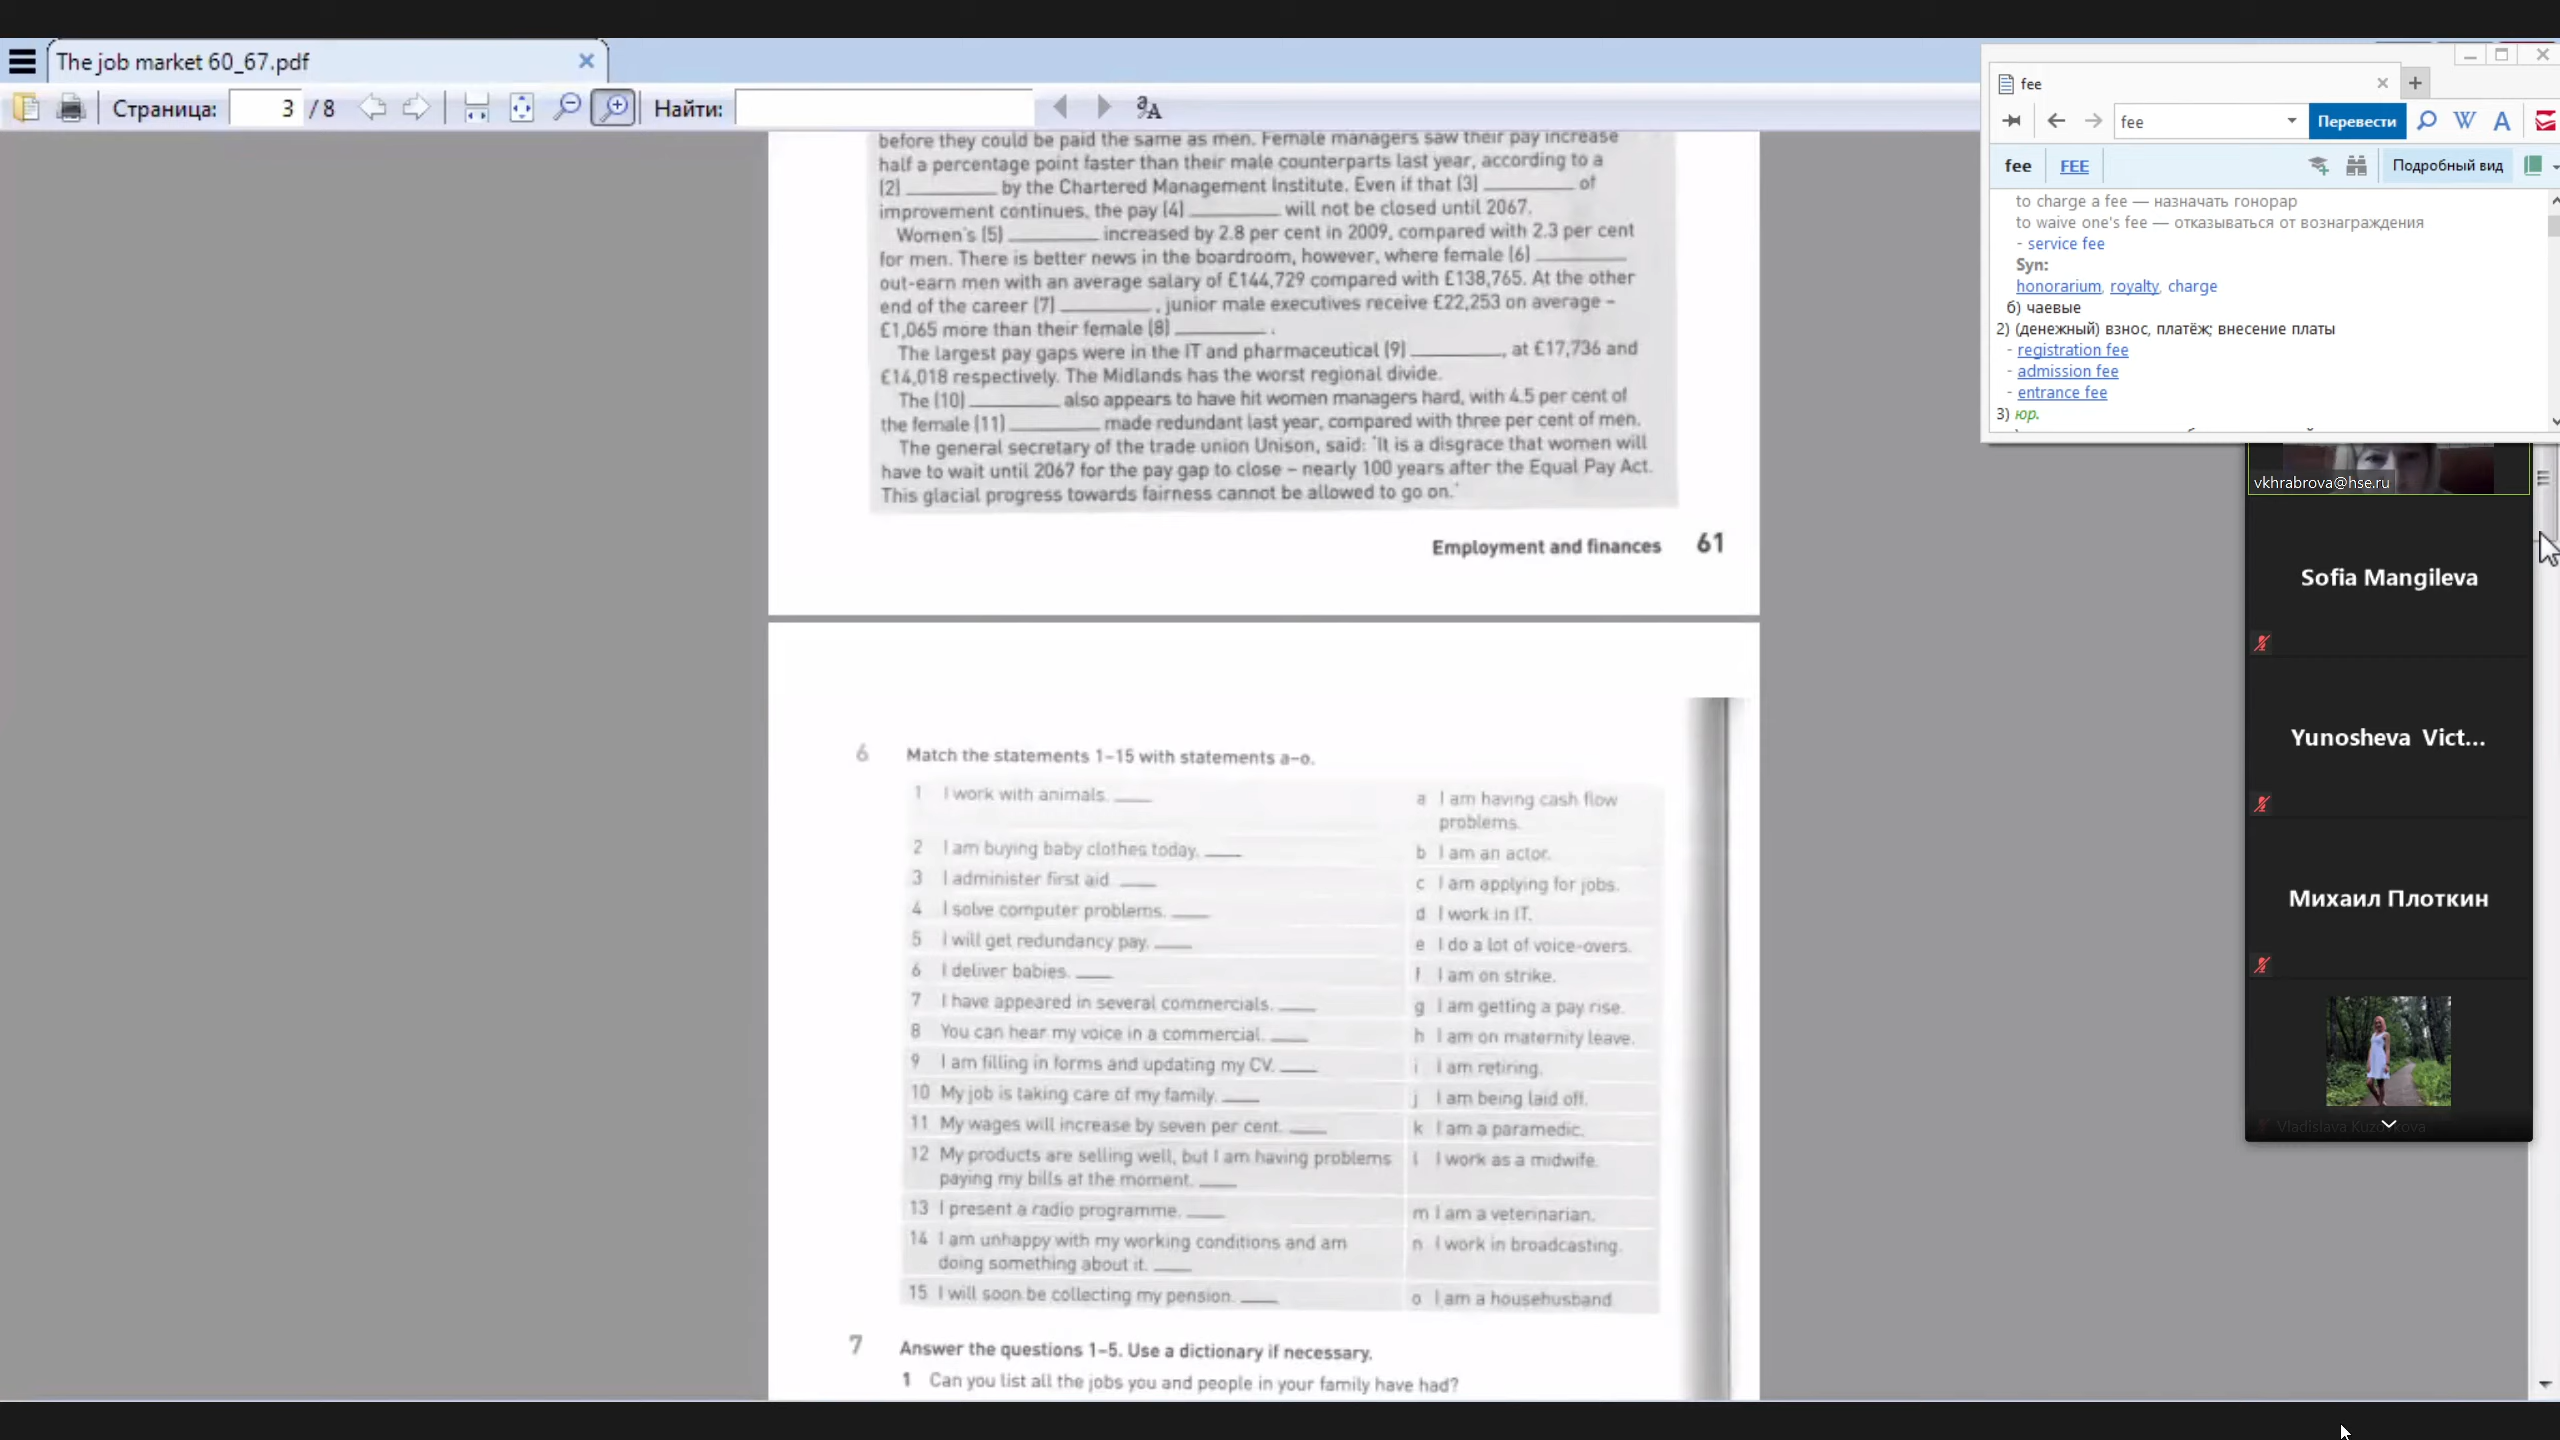 The job market 60_67.pdf
Страница: 3 / 8 Найти:
before they could be paid the same as men. Female managers saw their pay increase
half a percentage point faster than their male counterparts last year, according to a
(2) __________ by the Chartered Management Institute. Even if that (3) __________ of
improvement continues, the pay (4) __________ will not be closed until 2067.
Women's (5) __________ increased by 2.8 per cent in 2009, compared with 2.3 per cent
for men. There is better news in the boardroom, however, where female (6) __________
out-earn men with an average salary of £144,729 compared with £138,765. At the other
end of the career (7) __________ , junior male executives receive £22,253 on average –
£1,065 more than their female (8) __________ .
The largest pay gaps were in the IT and pharmaceutical (9) __________, at £17,736 and
£14,018 respectively. The Midlands has the worst regional divide.
The (10) __________ also appears to have hit women managers hard, with 4.5 per cent of
the female (11) __________ made redundant last year, compared with three per cent of men.
The general secretary of the trade union Unison, said: 'It is a disgrace that women will
have to wait until 2067 for the pay gap to close – nearly 100 years after the Equal Pay Act.
This glacial progress towards fairness cannot be allowed to go on.'
Employment and finances 61
6 Match the statements 1–15 with statements a–o.
1 I work with animals. ____
a I am having cash flow
problems.
2 I am buying baby clothes today. ____
b I am an actor.
3 I administer first aid ____
c I am applying for jobs.
4 I solve computer problems. ____
d I work in IT.
5 I will get redundancy pay. ____
e I do a lot of voice-overs.
6 I deliver babies. ____
f I am on strike.
7 I have appeared in several commercials. ____
g I am getting a pay rise.
8 You can hear my voice in a commercial. ____
h I am on maternity leave.
9 I am filling in forms and updating my CV. ____
i I am retiring.
10 My job is taking care of my family. ____
j I am being laid off.
11 My wages will increase by seven per cent. ____
k I am a paramedic.
12 My products are selling well, but I am having problems
paying my bills at the moment. ____
l I work as a midwife.
13 I present a radio programme. ____
m I am a veterinarian.
14 I am unhappy with my working conditions and am
doing something about it. ____
n I work in broadcasting.
15 I will soon be collecting my pension. ____
o I am a househusband
7 Answer the questions 1–5. Use a dictionary if necessary.
1 Can you list all the jobs you and people in your family have had?
fee
fee Перевести
fee FEE Подробный вид
to charge a fee — назначать гонорар
to waive one's fee — отказываться от вознаграждения
- service fee
Syn:
honorarium, royalty, charge
б) чаевые
2) (денежный) взнос, платёж; внесение платы
- registration fee
- admission fee
- entrance fee
3) юр.
vkhrabrova@hse.ru
Sofia Mangileva
Yunosheva Vict...
Михаил Плоткин
Vladislava